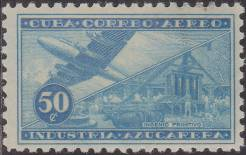 CUBA·CORREO·AEREO
50
¢
INGENIO PRIMITIVO
INDUSTRIA·AZUCARERA